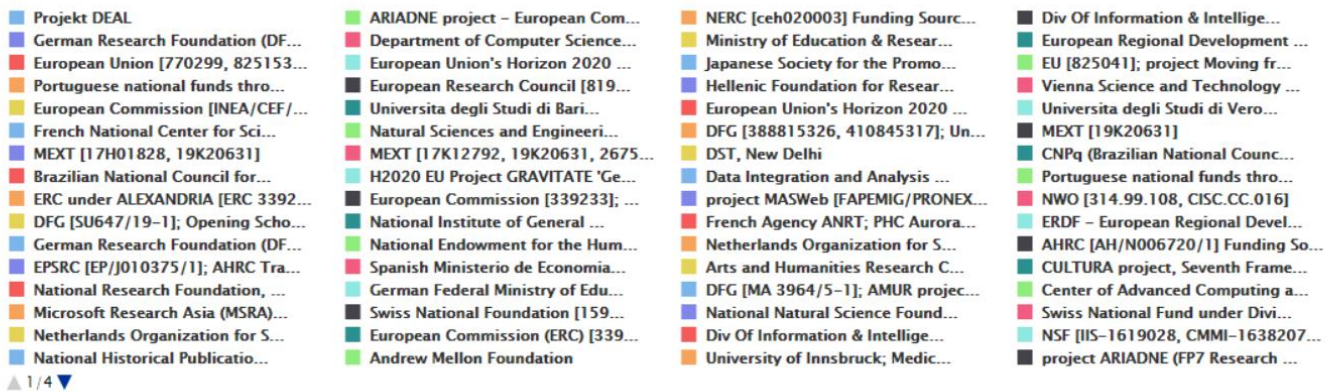 Projekt DEAL
German Research Foundation (DF...
European Union [770299, 825153...
Portuguese national funds thro...
European Commission [INEA/CEF/...
French National Center for Sci...
MEXT [17H01828, 19K20631]
Brazilian National Council for...
ERC under ALEXANDRIA [ERC 3392...
DFG [SU647/19-1]; Opening Scho...
German Research Foundation (DF...
EPSRC [EP/J010375/1]; AHRC Tra...
National Research Foundation, ...
Microsoft Research Asia (MSRA)...
Netherlands Organization for S...
National Historical Publicatio...
ARIADNE project - European Com...
Department of Computer Science...
European Union's Horizon 2020 ...
European Research Council [819...
Universita degli Studi di Bari...
Natural Sciences and Engineeri...
MEXT [17K12792, 19K20631, 2675...
H2020 EU Project GRAVITATE 'Ge...
European Commission [339233]; ...
National Institute of General ...
National Endowment for the Hum...
Spanish Ministerio de Economia...
German Federal Ministry of Edu...
Swiss National Foundation [159...
European Commission (ERC) [339...
Andrew Mellon Foundation
NERC [ceh020003] Funding Sourc...
Ministry of Education & Resear...
Japanese Society for the Promo...
Hellenic Foundation for Resear...
European Union's Horizon 2020 ...
DFG [388815326, 410845317]; Un...
DST, New Delhi
Data Integration and Analysis ...
project MASWeb [FAPEMIG/PRONEX...
French Agency ANRT; PHC Aurora...
Netherlands Organization for S...
Arts and Humanities Research C...
DFG [MA 3964/5-1]; AMUR projec...
National Natural Science Found...
Div Of Information & Intellige...
University of Innsbruck; Medic...
Div Of Information & Intellige...
European Regional Development ...
EU [825041]; project Moving fr...
Vienna Science and Technology ...
Universita degli Studi di Vero...
MEXT [19K20631]
CNPq (Brazilian National Counc...
Portuguese national funds thro...
NWO [314.99.108, CISC.CC.016]
ERDF - European Regional Devel...
AHRC [AH/N006720/1] Funding So...
CULTURA project, Seventh Frame...
Center of Advanced Computing a...
Swiss National Fund under Divi...
NSF [IIS-1619028, CMMI-1638207...
project ARIADNE (FP7 Research ...
1/4